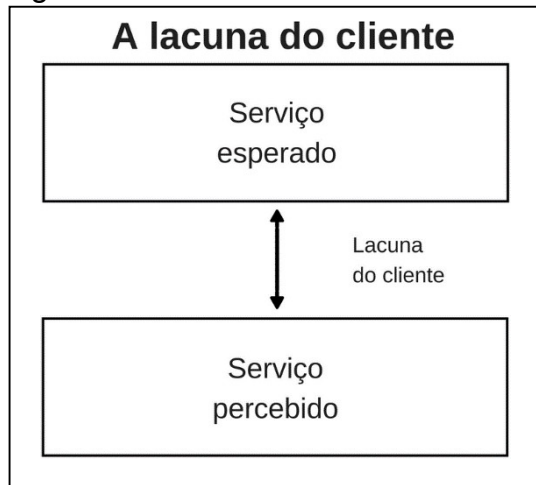 A lacuna do cliente
Serviço
esperado
Lacuna
do cliente
Serviço
percebido